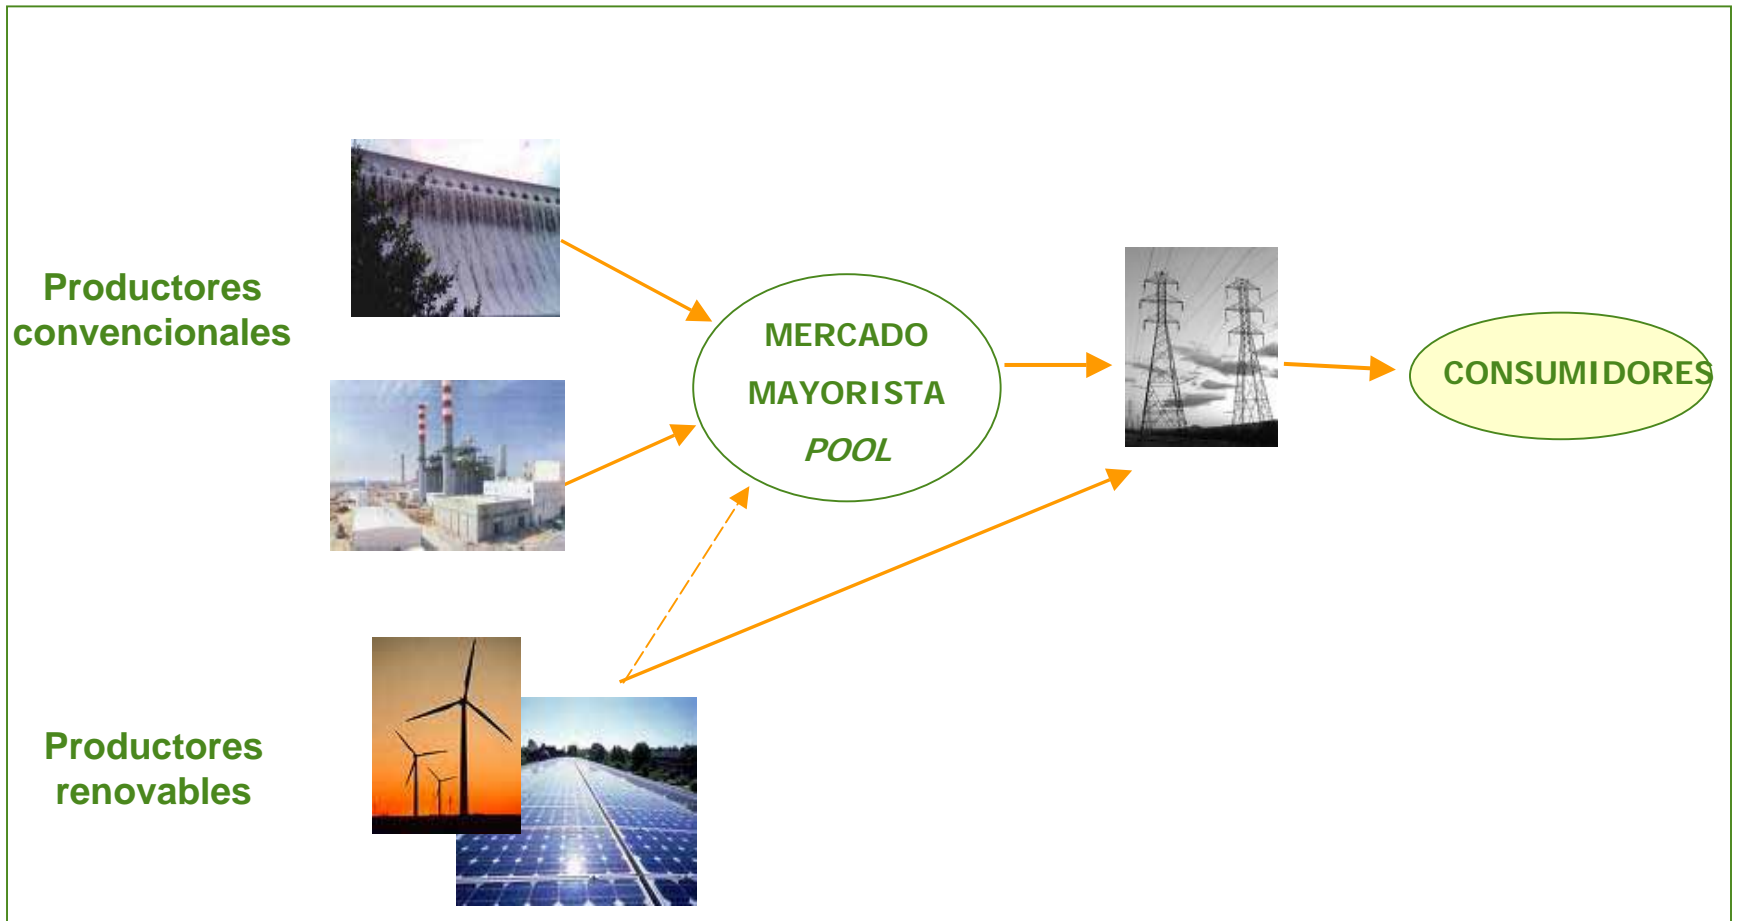 Productores
convencionales
MERCADO
MAYORISTA
POOL
CONSUMIDORES
Productores
renovables